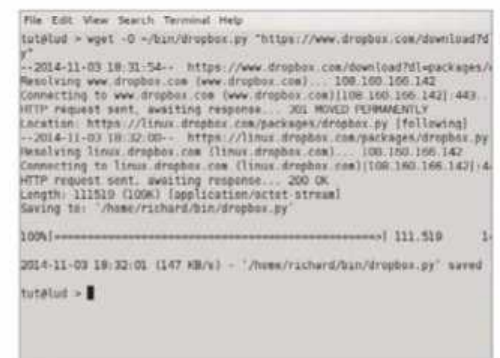 File Edit View Search Terminal Help
tut@lud > wget -O ~/bin/dropbox.py "https://www.dropbox.com/download?d
y"
--2014-11-03 18:31:54-- https://www.dropbox.com/download?dl=packages/
Resolving www.dropbox.com (www.dropbox.com)... 108.160.166.142
Connecting to www.dropbox.com (www.dropbox.com)|108.160.166.142|:443..
HTTP request sent, awaiting response... 301 MOVED PERMANENTLY
Location: https://linux.dropbox.com/packages/dropbox.py [following]
--2014-11-03 18:32:00-- https://linux.dropbox.com/packages/dropbox.py
Resolving linux.dropbox.com (linux.dropbox.com)... 108.160.166.142
Connecting to linux.dropbox.com (linux.dropbox.com)|108.160.166.142|:4
HTTP request sent, awaiting response... 200 OK
Length: 111519 (109K) [application/octet-stream]
Saving to: '/home/richard/bin/dropbox.py'
100%[==============================================>] 111,519 1
2014-11-03 18:32:01 (147 KB/s) - '/home/richard/bin/dropbox.py' saved
tut@lud >